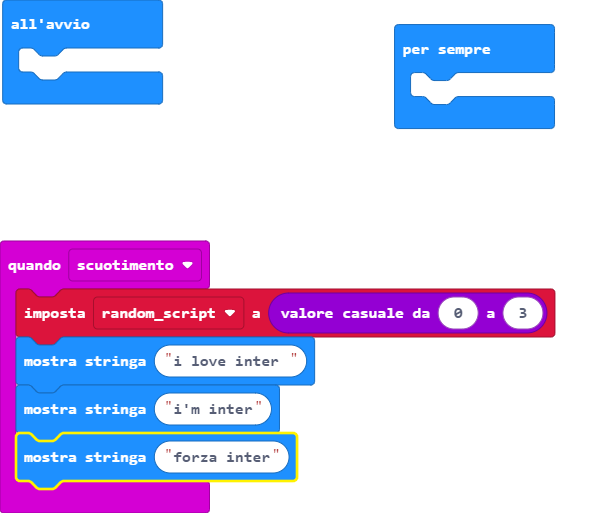 all'avvio
per sempre
quando scuotimento
imposta random_script a valore casuale da 0 a 3
mostra stringa "i love inter "
mostra stringa "i'm inter"
mostra stringa "forza inter"